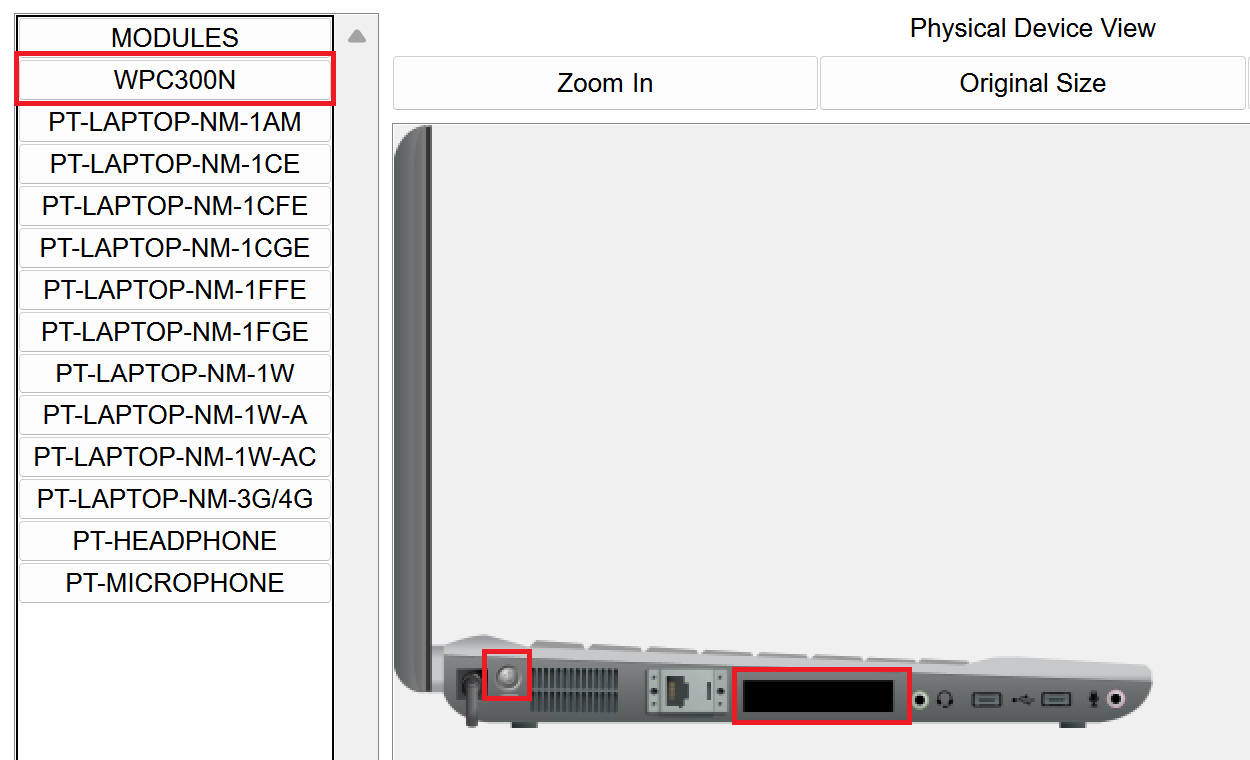 MODULES
WPC300N
PT-LAPTOP-NM-1AM
PT-LAPTOP-NM-1CE
PT-LAPTOP-NM-1CFE
PT-LAPTOP-NM-1CGE
PT-LAPTOP-NM-1FFE
PT-LAPTOP-NM-1FGE
PT-LAPTOP-NM-1W
PT-LAPTOP-NM-1W-A
PT-LAPTOP-NM-1W-AC
PT-LAPTOP-NM-3G/4G
PT-HEADPHONE
PT-MICROPHONE
Physical Device View
Zoom In
Original Size